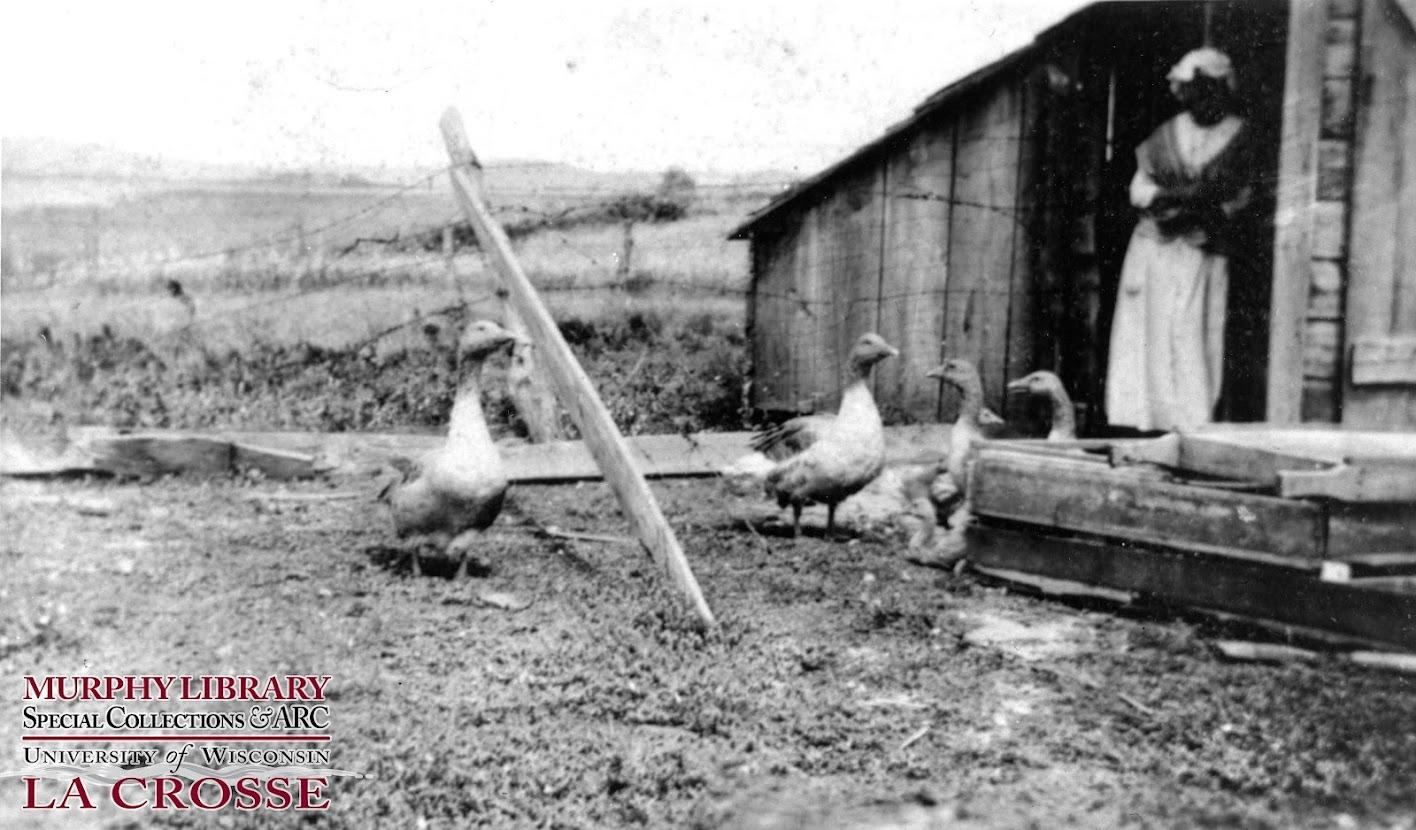 MURPHY LIBRARY
SPECIAL COLLECTIONS & ARC
UNIVERSITY of WISCONSIN
LA CROSSE